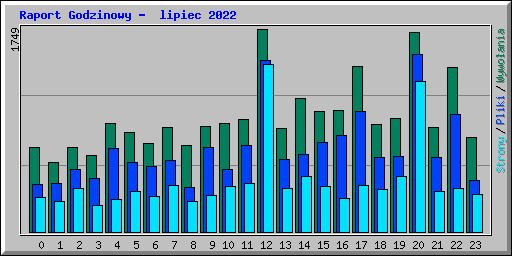 Raport Godzinowy - lipiec 2022
1749
Strony / Pliki / Wywolania
0 1 2 3 4 5 6 7 8 9 10 11 12 13 14 15 16 17 18 19 20 21 22 23